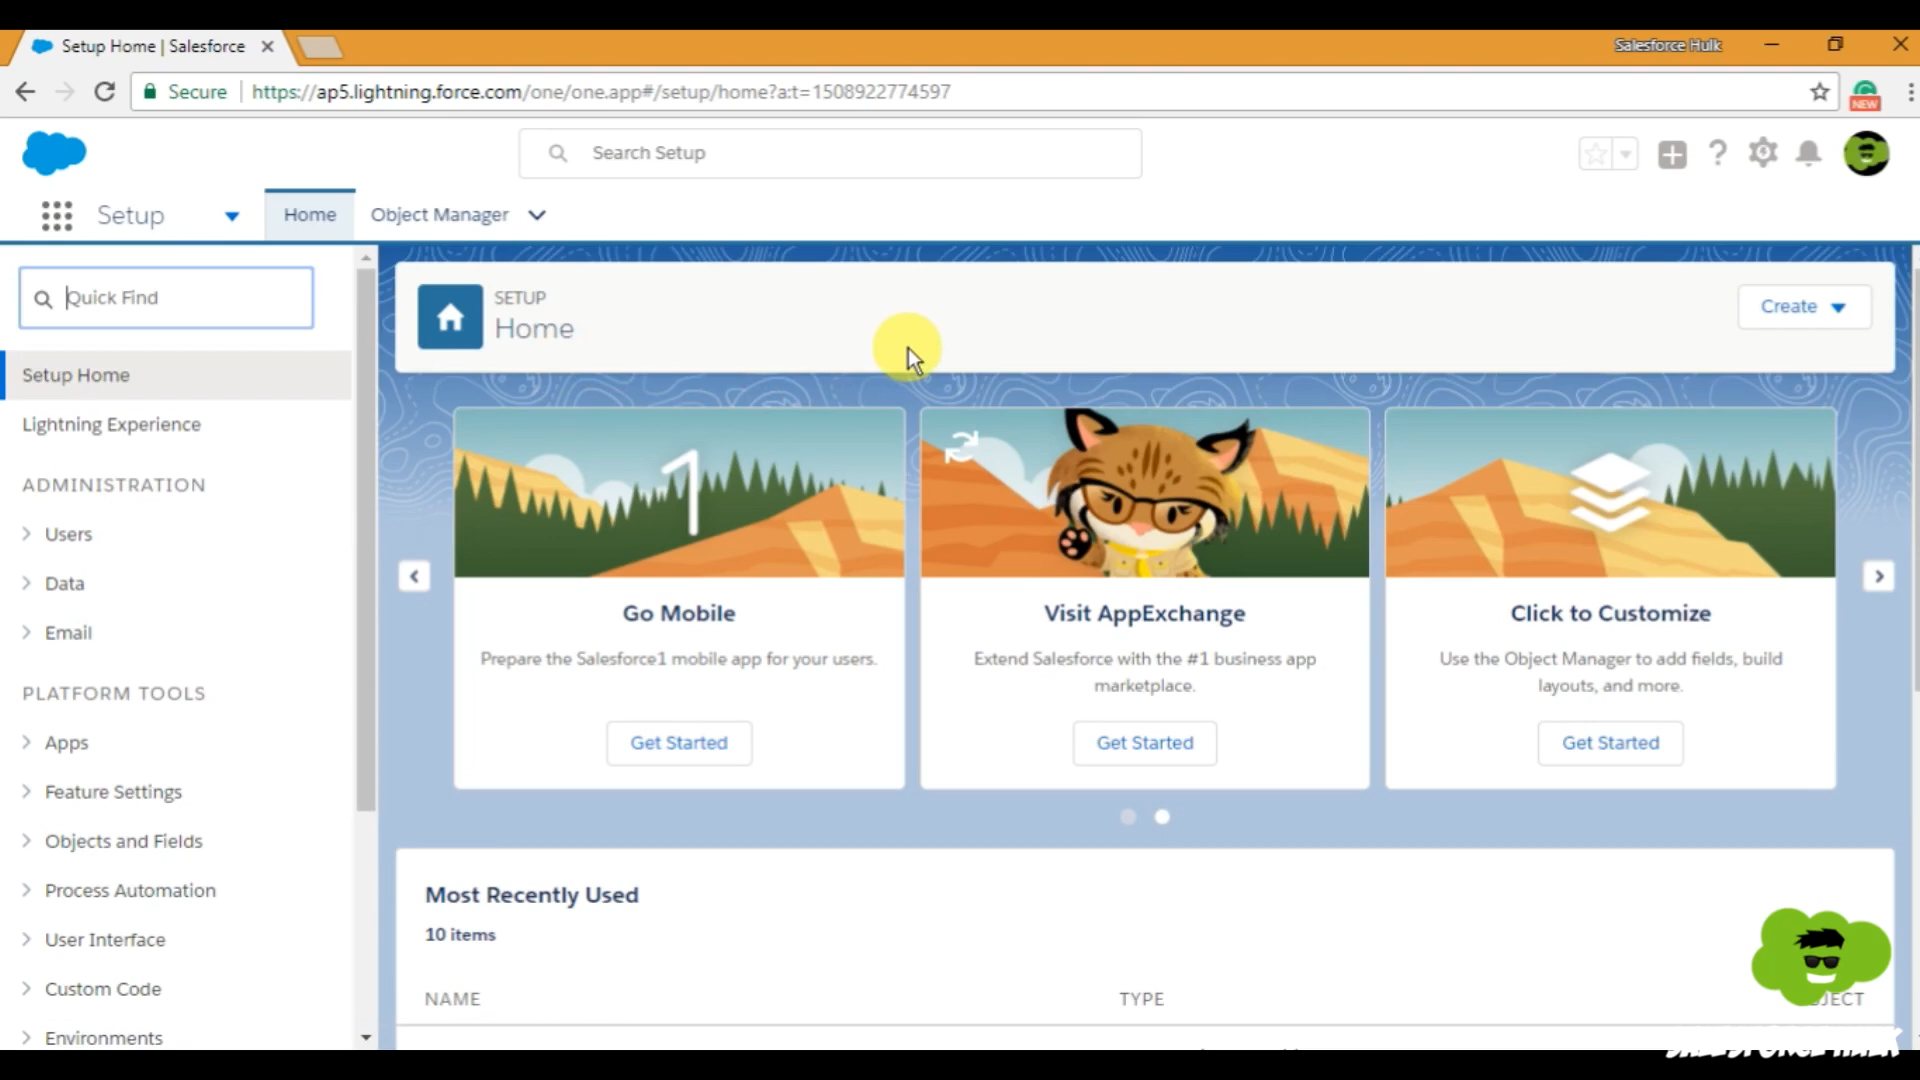 Setup Home | Salesforce
Salesforce Hulk
Secure
https://ap5.lightning.force.com/one/one.app#/setup/home?a:t=1508922774597
NEW
Search Setup
Setup
Home
Object Manager
Quick Find
Setup Home
Lightning Experience
ADMINISTRATION
Users
Data
Email
PLATFORM TOOLS
Apps
Feature Settings
Objects and Fields
Process Automation
User Interface
Custom Code
Environments
SETUP
Home
Create
1
Go Mobile
Prepare the Salesforce1 mobile app for your users.
Get Started
Visit AppExchange
Extend Salesforce with the #1 business app
marketplace.
Get Started
Click to Customize
Use the Object Manager to add fields, build
layouts, and more.
Get Started
Most Recently Used
10 items
NAME
TYPE
SALESFORCE HULK